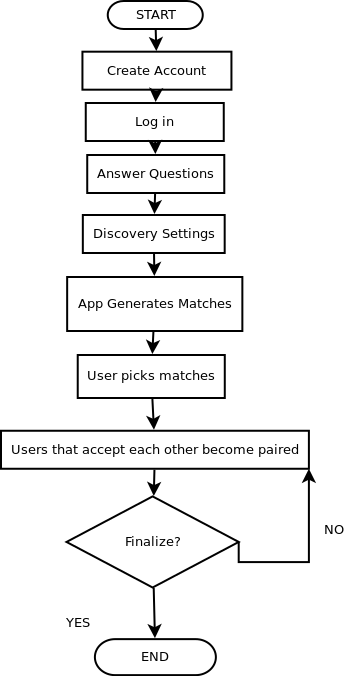 START
Create Account
Log in
Answer Questions
Discovery Settings
App Generates Matches
User picks matches
Users that accept each other become paired
Finalize?
NO
YES
END